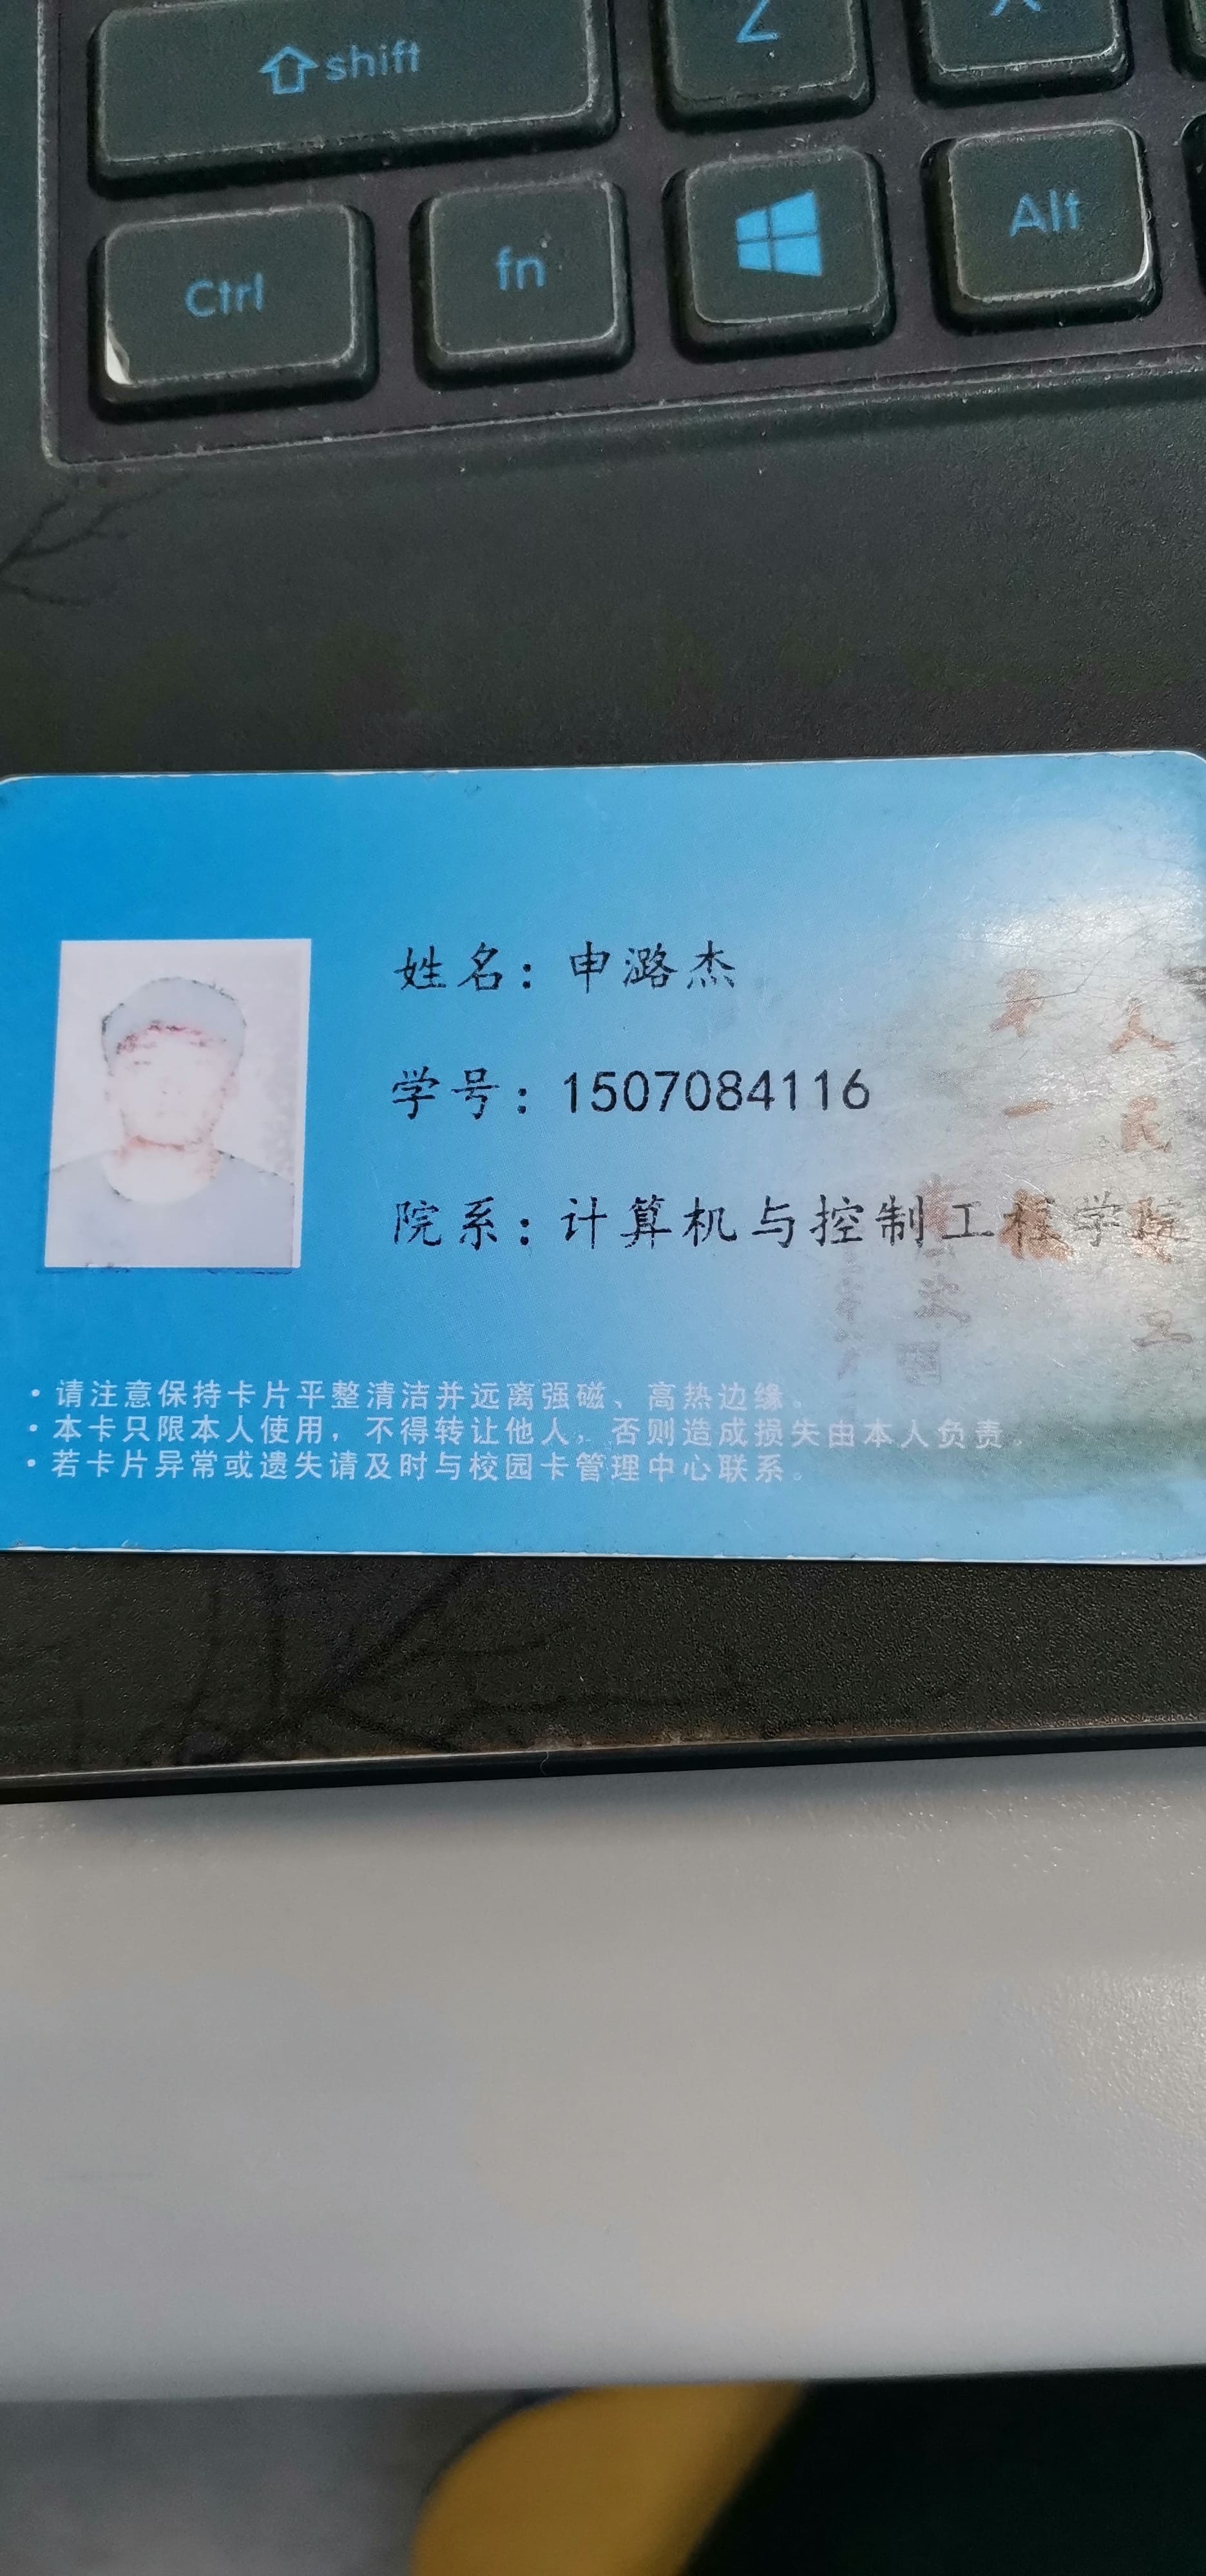 shift Z X
Ctrl fn Alt
姓名：申潞杰
学号：1507084116
院系：计算机与控制工程学院
·请注意保持卡片平整清洁并远离强磁、高热边缘。
·本卡只限本人使用，不得转让他人，否则造成损失由本人负责。
·若卡片异常或遗失请及时与校园卡管理中心联系。